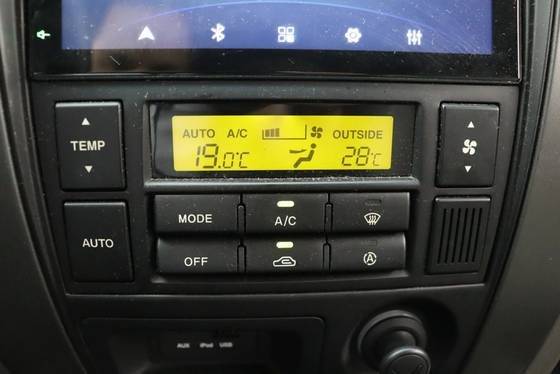 AUTO A/C OUTSIDE
19.0°C 28°C
TEMP
AUTO
MODE A/C
OFF
AUX iPod USB